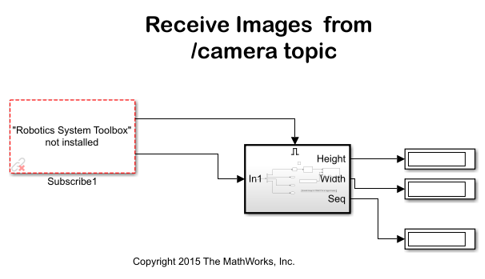 Receive Images from
/camera topic
"Robotics System Toolbox"
not installed
Subscribe1
In1
Height
Width
Seq
Copyright 2015 The MathWorks, Inc.